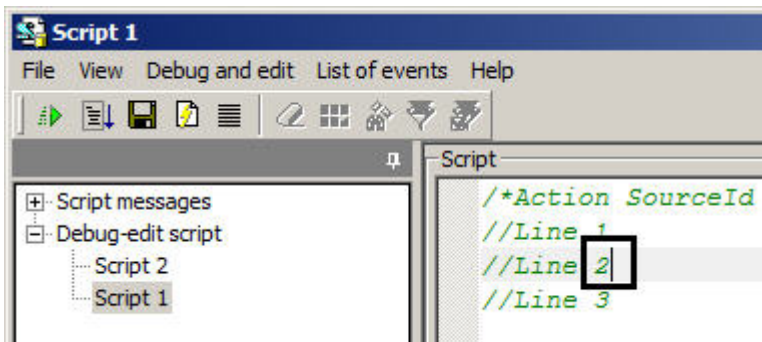 Script 1
File View Debug and edit List of events Help
Script
Script messages
Debug-edit script
Script 2
Script 1
/*Action SourceId
//Line 1
//Line 2
//Line 3